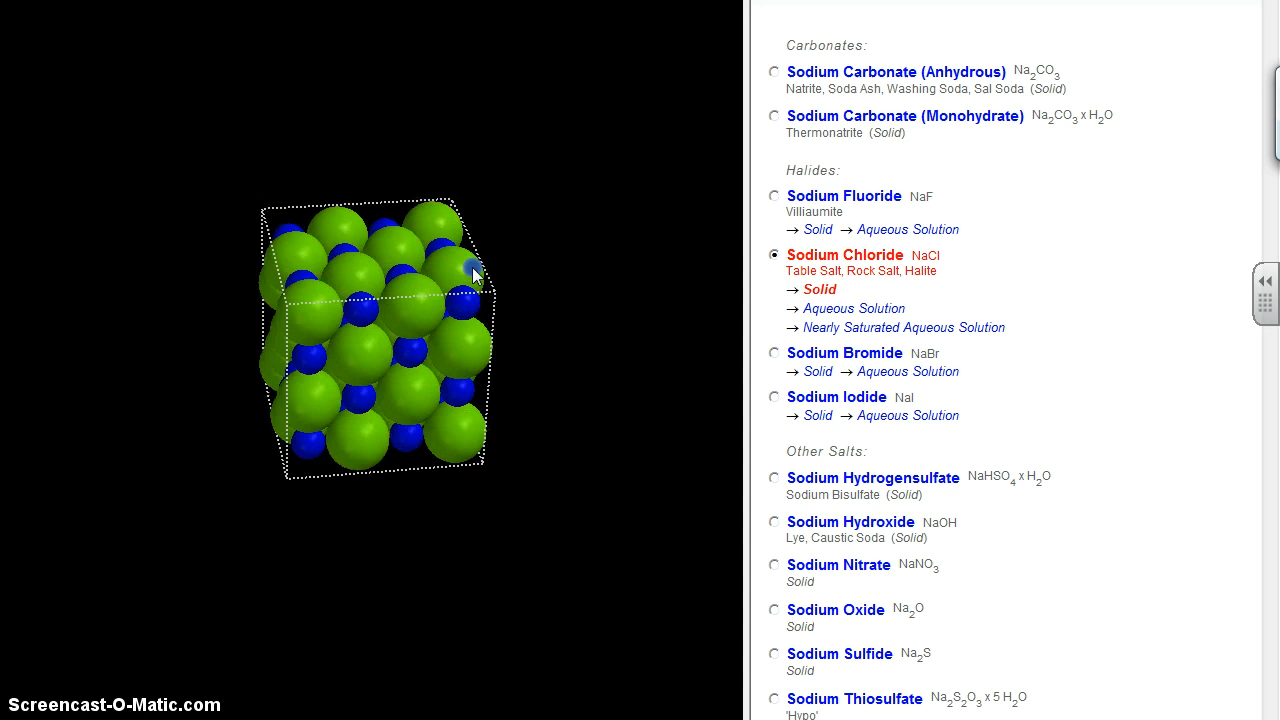 Carbonates:
Sodium Carbonate (Anhydrous) Na2CO3
Natrite, Soda Ash, Washing Soda, Sal Soda (Solid)
Sodium Carbonate (Monohydrate) Na2CO3 x H2O
Thermonatrite (Solid)
Halides:
Sodium Fluoride NaF
Villiaumite
→ Solid → Aqueous Solution
Sodium Chloride NaCl
Table Salt, Rock Salt, Halite
→ Solid
→ Aqueous Solution
→ Nearly Saturated Aqueous Solution
Sodium Bromide NaBr
→ Solid → Aqueous Solution
Sodium Iodide NaI
→ Solid → Aqueous Solution
Other Salts:
Sodium Hydrogensulfate NaHSO4 x H2O
Sodium Bisulfate (Solid)
Sodium Hydroxide NaOH
Lye, Caustic Soda (Solid)
Sodium Nitrate NaNO3
Solid
Sodium Oxide Na2O
Solid
Sodium Sulfide Na2S
Solid
Sodium Thiosulfate Na2S2O3 x 5 H2O
'Hypo'
Screencast-O-Matic.com